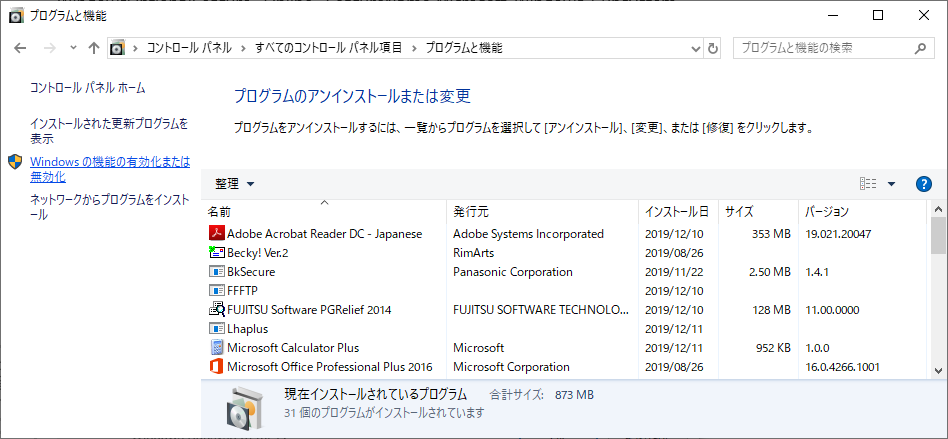 プログラムと機能
コントロール パネル > すべてのコントロール パネル項目 > プログラムと機能
プログラムと機能の検索
コントロール パネル ホーム
インストールされた更新プログラムを
表示
Windows の機能の有効化または
無効化
ネットワークからプログラムをインスト
ール
プログラムのアンインストールまたは変更
プログラムをアンインストールするには、一覧からプログラムを選択して [アンインストール]、[変更]、または [修復] をクリックします。
整理
名前 発行元 インストール日 サイズ バージョン
Adobe Acrobat Reader DC - Japanese Adobe Systems Incorporated 2019/12/10 353 MB 19.021.20047
Becky! Ver.2 RimArts 2019/08/26
BkSecure Panasonic Corporation 2019/11/22 2.50 MB 1.4.1
FFFTP 2019/12/10
FUJITSU Software PGRelief 2014 FUJITSU SOFTWARE TECHNOLO... 2019/12/10 128 MB 11.00.0000
Lhaplus 2019/12/11
Microsoft Calculator Plus Microsoft 2019/12/11 952 KB 1.0.0
Microsoft Office Professional Plus 2016 Microsoft Corporation 2019/08/26 16.0.4266.1001
現在インストールされているプログラム 合計サイズ: 873 MB
31 個のプログラムがインストールされています